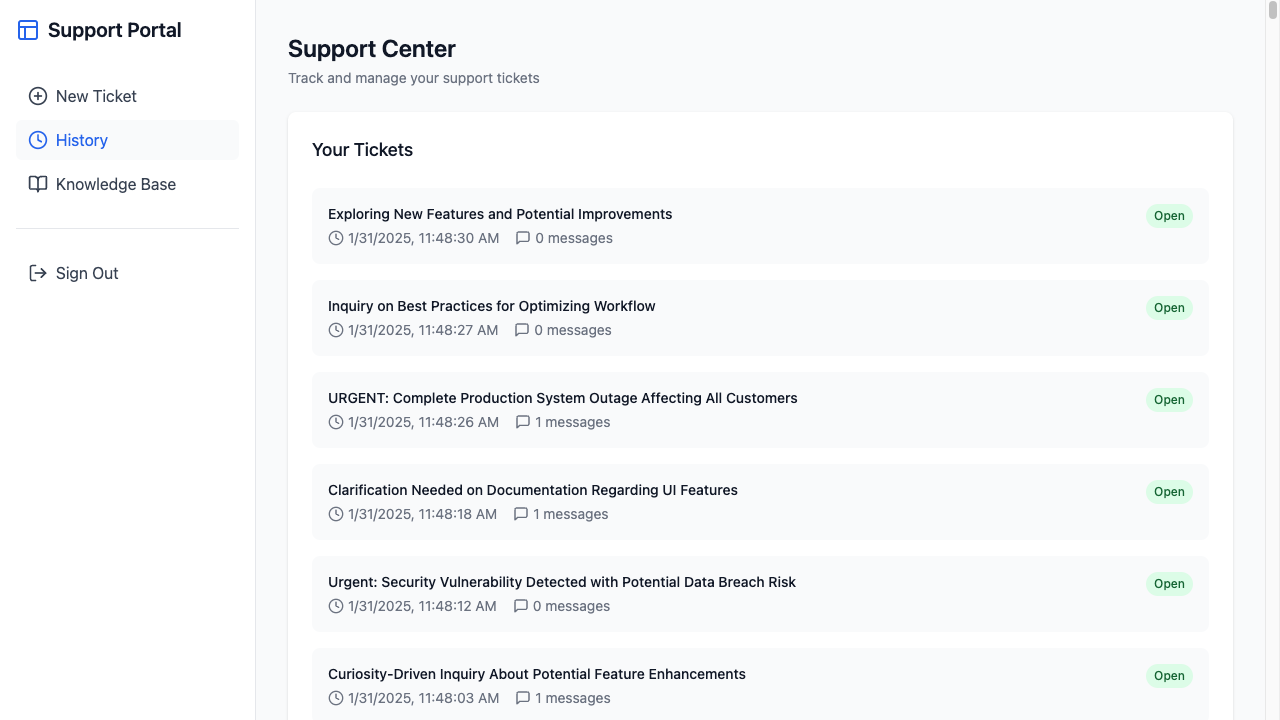 Support Portal
New Ticket
History
Knowledge Base
Sign Out
Support Center
Track and manage your support tickets
Your Tickets
Exploring New Features and Potential Improvements
Open
1/31/2025, 11:48:30 AM 0 messages
Inquiry on Best Practices for Optimizing Workflow
Open
1/31/2025, 11:48:27 AM 0 messages
URGENT: Complete Production System Outage Affecting All Customers
Open
1/31/2025, 11:48:26 AM 1 messages
Clarification Needed on Documentation Regarding UI Features
Open
1/31/2025, 11:48:18 AM 1 messages
Urgent: Security Vulnerability Detected with Potential Data Breach Risk
Open
1/31/2025, 11:48:12 AM 0 messages
Curiosity-Driven Inquiry About Potential Feature Enhancements
Open
1/31/2025, 11:48:03 AM 1 messages